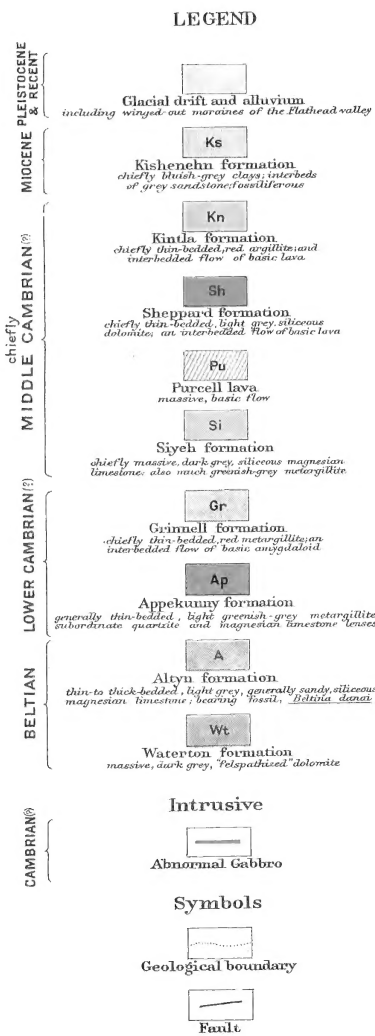 LEGEND
PLEISTOCENE
& RECENT
Glacial drift and alluvium
including winged-out moraines of the Flathead valley
MIOCENE
Ks
Kishenehn formation
chiefly bluish-grey clays; interbeds
of grey sandstone; fossiliferous
chiefly
MIDDLE CAMBRIAN(?)
Kn
Kintla formation
chiefly thin-bedded, red argillite; and
interbedded flow of basic lava
Sh
Sheppard formation
chiefly thin-bedded, light grey, siliceous
dolomite; an interbedded flow of basic lava
Pu
Purcell lava
massive, basic flow
Si
Siyeh formation
chiefly massive, dark grey, siliceous magnesian
limestone; also much greenish-grey metargillite
LOWER CAMBRIAN(?)
Gr
Grinnell formation
chiefly thin-bedded, red metargillite; an
interbedded flow of basic amygdaloid
Ap
Appekunny formation
generally thin-bedded, light greenish-grey metargillite
subordinate quartzite and magnesian limestone lenses
BELTIAN
A
Altyn formation
thin- to thick-bedded, light grey, generally sandy, siliceous
magnesian limestone; bearing fossil, Beltina danai
Wt
Waterton formation
massive, dark grey, "felspathized" dolomite
Intrusive
CAMBRIAN(?)
Abnormal Gabbro
Symbols
Geological boundary
Fault